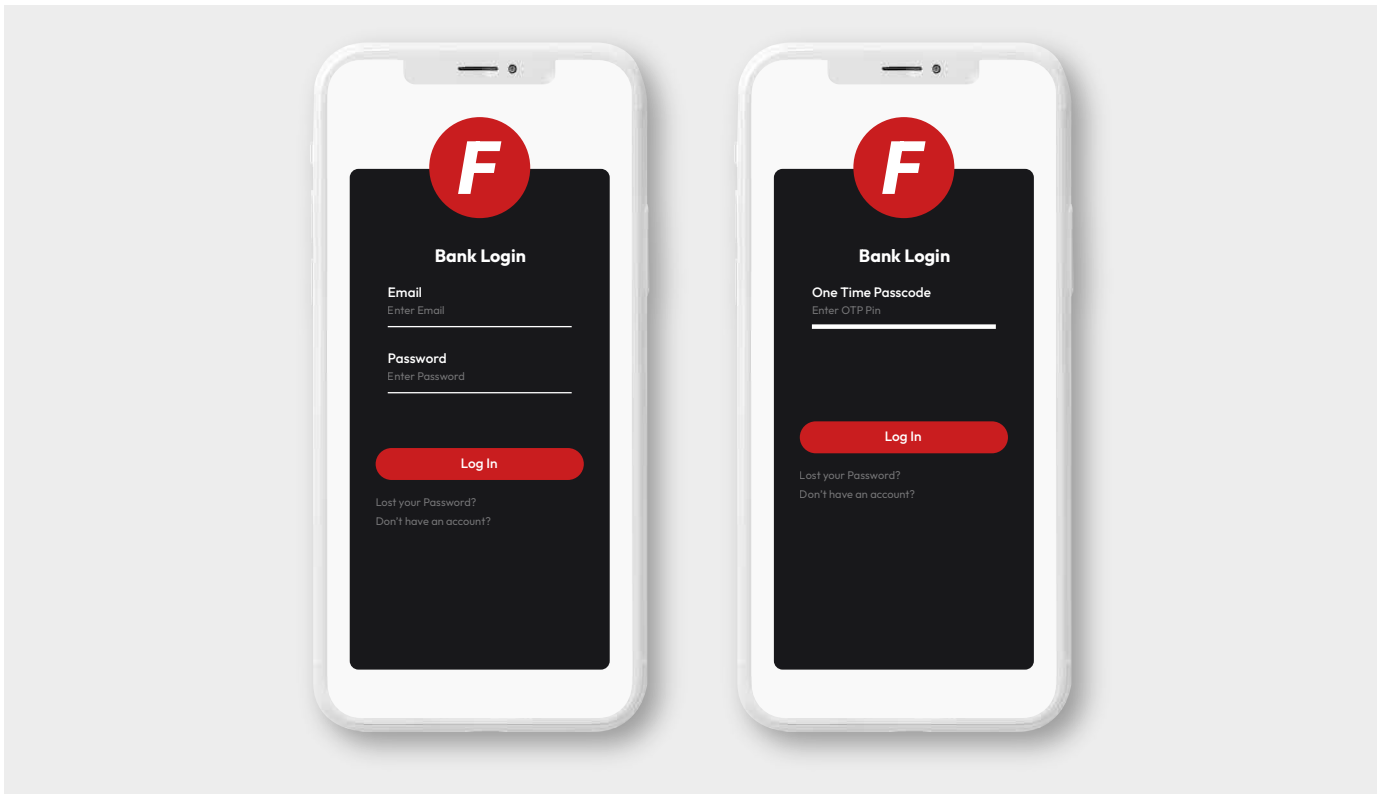 F
Bank Login
Email
Enter Email
Password
Enter Password
Log In
Lost your Password?
Don't have an account?
F
Bank Login
One Time Passcode
Enter OTP Pin
Log In
Lost your Password?
Don't have an account?